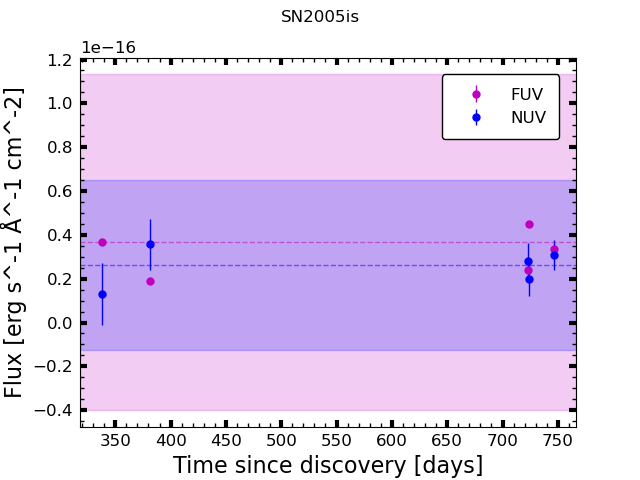 SN2005is
1e−16
1.2
1.0
0.8
0.6
0.4
0.2
0.0
−0.2
−0.4
Flux [erg s^-1 Å^-1 cm^-2]
FUV
NUV
350 400 450 500 550 600 650 700 750
Time since discovery [days]